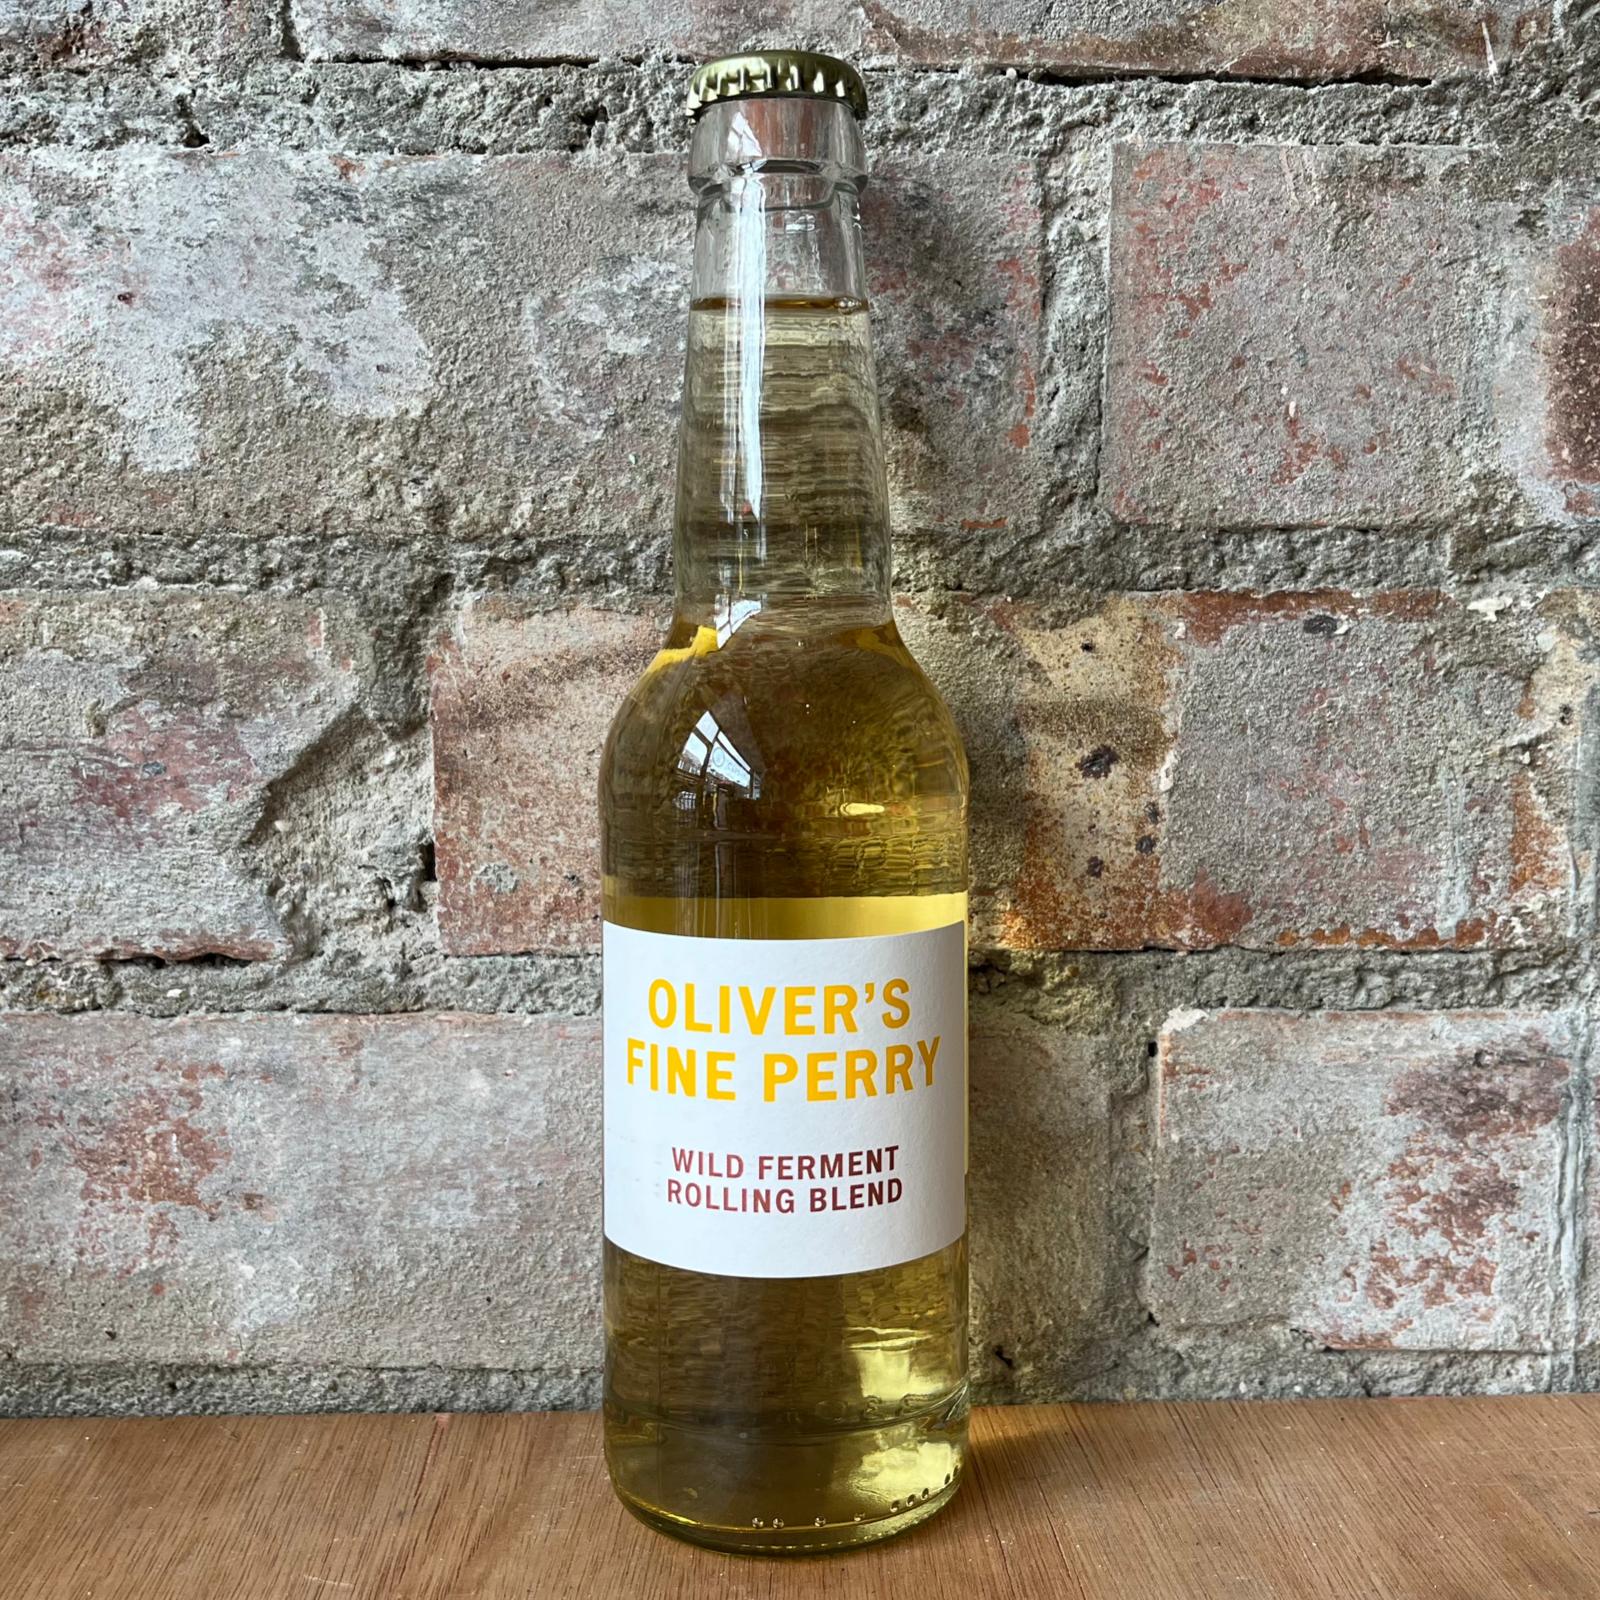 OLIVER'S
FINE PERRY
WILD FERMENT
ROLLING BLEND